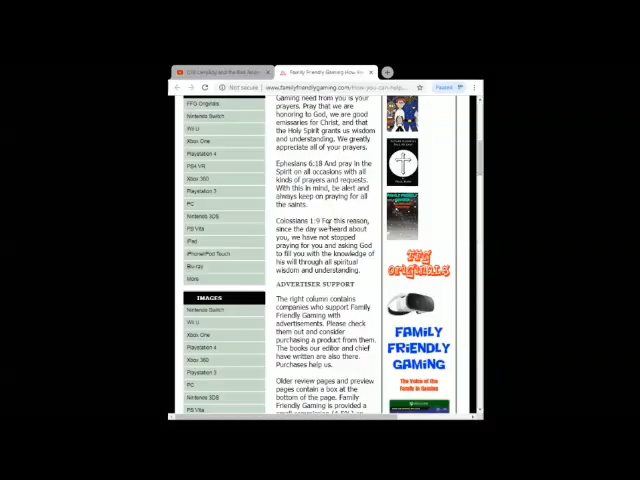 Family Friendly Gaming How
Not secure
www.familyfriendlygaming.com/How-you-can-help...
Paused
FFG Originals
Nintendo Switch
Wii U
Xbox One
Playstation 4
PS4 VR
Xbox 360
Playstation 3
PC
Nintendo 3DS
PS Vita
iPad
iPhone/iPod Touch
Blu-ray
More
IMAGES
Nintendo Switch
Wii U
Xbox One
Playstation 4
Xbox 360
Playstation 3
PC
Nintendo 3DS
PS Vita
Gaming need from you is your
prayers. Pray that we are
honoring to God, we are good
emissaries for Christ, and that
the Holy Spirit grants us wisdom
and understanding. We greatly
appreciate all of your prayers.
Ephesians 6:18 And pray in the
Spirit on all occasions with all
kinds of prayers and requests.
With this in mind, be alert and
always keep on praying for all
the saints.
Colossians 1:9 For this reason,
since the day we heard about
you, we have not stopped
praying for you and asking God
to fill you with the knowledge of
his will through all spiritual
wisdom and understanding.
ADVERTISER SUPPORT
The right column contains
companies who support Family
Friendly Gaming with
advertisements. Please check
them out and consider
purchasing a product from them.
The books our editor and chief
have written are also there.
Purchases help us.
Older review pages and preview
pages contain a box at the
bottom of the page. Family
Friendly Gaming is provided a
FFG
ORIGINALS
FAMILY
FRIENDLY
GAMING
The Voice of the
Family in Gaming